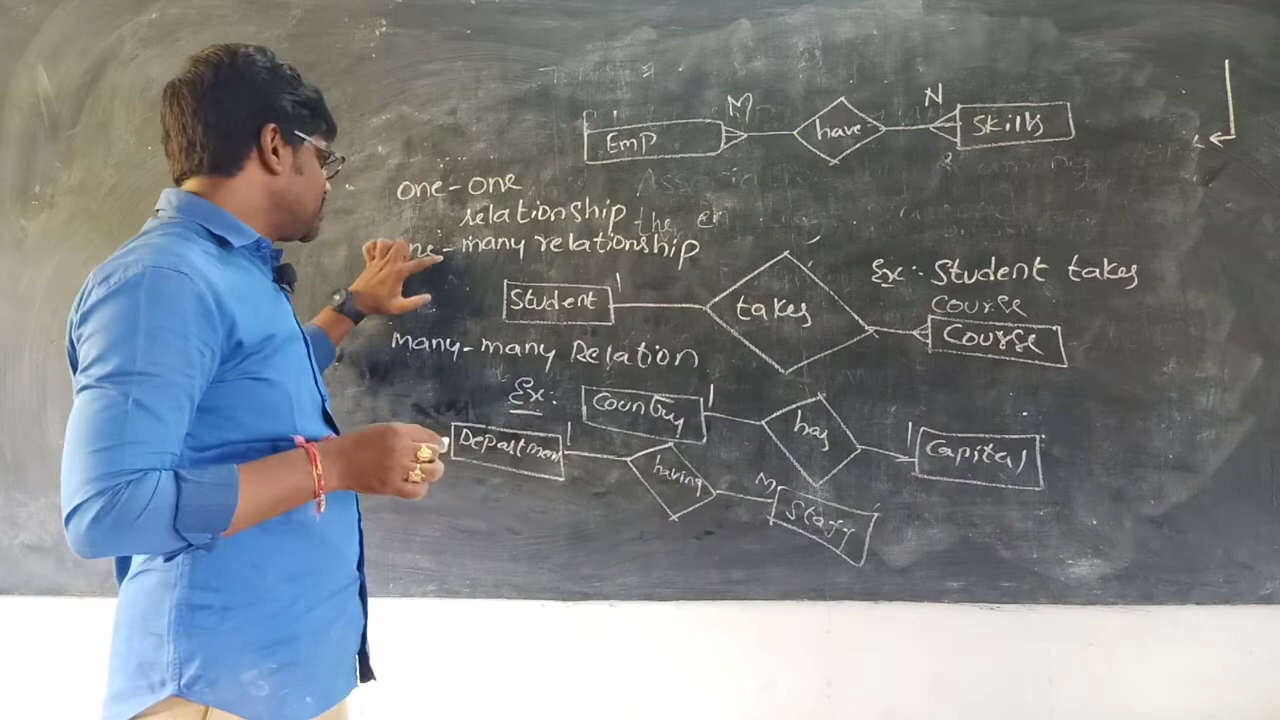 M N
Emp have Skills
one-one
relationship
many relationship
Ex:- Student takes
course
Student 1 takes Course
many-many Relation
Ex:-
Country 1 has 1 Capital
Department 1 having M Staff